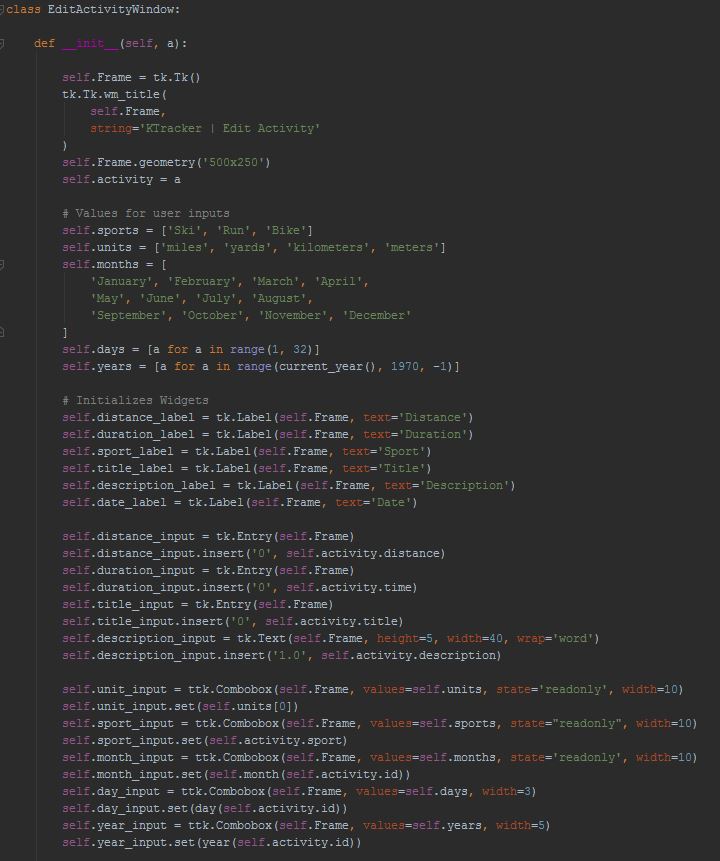 class EditActivityWindow:
def __init__(self, a):
self.Frame = tk.Tk()
tk.Tk.wm_title(
self.Frame,
string='KTracker | Edit Activity'
)
self.Frame.geometry('500x250')
self.activity = a
# Values for user inputs
self.sports = ['Ski', 'Run', 'Bike']
self.units = ['miles', 'yards', 'kilometers', 'meters']
self.months = [
'January', 'February', 'March', 'April',
'May', 'June', 'July', 'August',
'September', 'October', 'November', 'December'
]
self.days = [a for a in range(1, 32)]
self.years = [a for a in range(current_year(), 1970, -1)]
# Initializes Widgets
self.distance_label = tk.Label(self.Frame, text='Distance')
self.duration_label = tk.Label(self.Frame, text='Duration')
self.sport_label = tk.Label(self.Frame, text='Sport')
self.title_label = tk.Label(self.Frame, text='Title')
self.description_label = tk.Label(self.Frame, text='Description')
self.date_label = tk.Label(self.Frame, text='Date')
self.distance_input = tk.Entry(self.Frame)
self.distance_input.insert('0', self.activity.distance)
self.duration_input = tk.Entry(self.Frame)
self.duration_input.insert('0', self.activity.time)
self.title_input = tk.Entry(self.Frame)
self.title_input.insert('0', self.activity.title)
self.description_input = tk.Text(self.Frame, height=5, width=40, wrap='word')
self.description_input.insert('1.0', self.activity.description)
self.unit_input = ttk.Combobox(self.Frame, values=self.units, state='readonly', width=10)
self.unit_input.set(self.units[0])
self.sport_input = ttk.Combobox(self.Frame, values=self.sports, state="readonly", width=10)
self.sport_input.set(self.activity.sport)
self.month_input = ttk.Combobox(self.Frame, values=self.months, state='readonly', width=10)
self.month_input.set(self.month(self.activity.id))
self.day_input = ttk.Combobox(self.Frame, values=self.days, width=3)
self.day_input.set(day(self.activity.id))
self.year_input = ttk.Combobox(self.Frame, values=self.years, width=5)
self.year_input.set(year(self.activity.id))